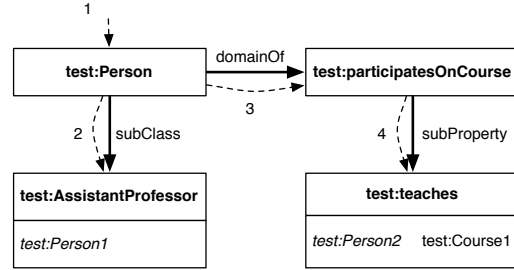 1
test:Person
domainOf
test:participatesOnCourse
3
2
subClass
4
subProperty
test:AssistantProfessor
test:teaches
test:Person1
test:Person2 test:Course1